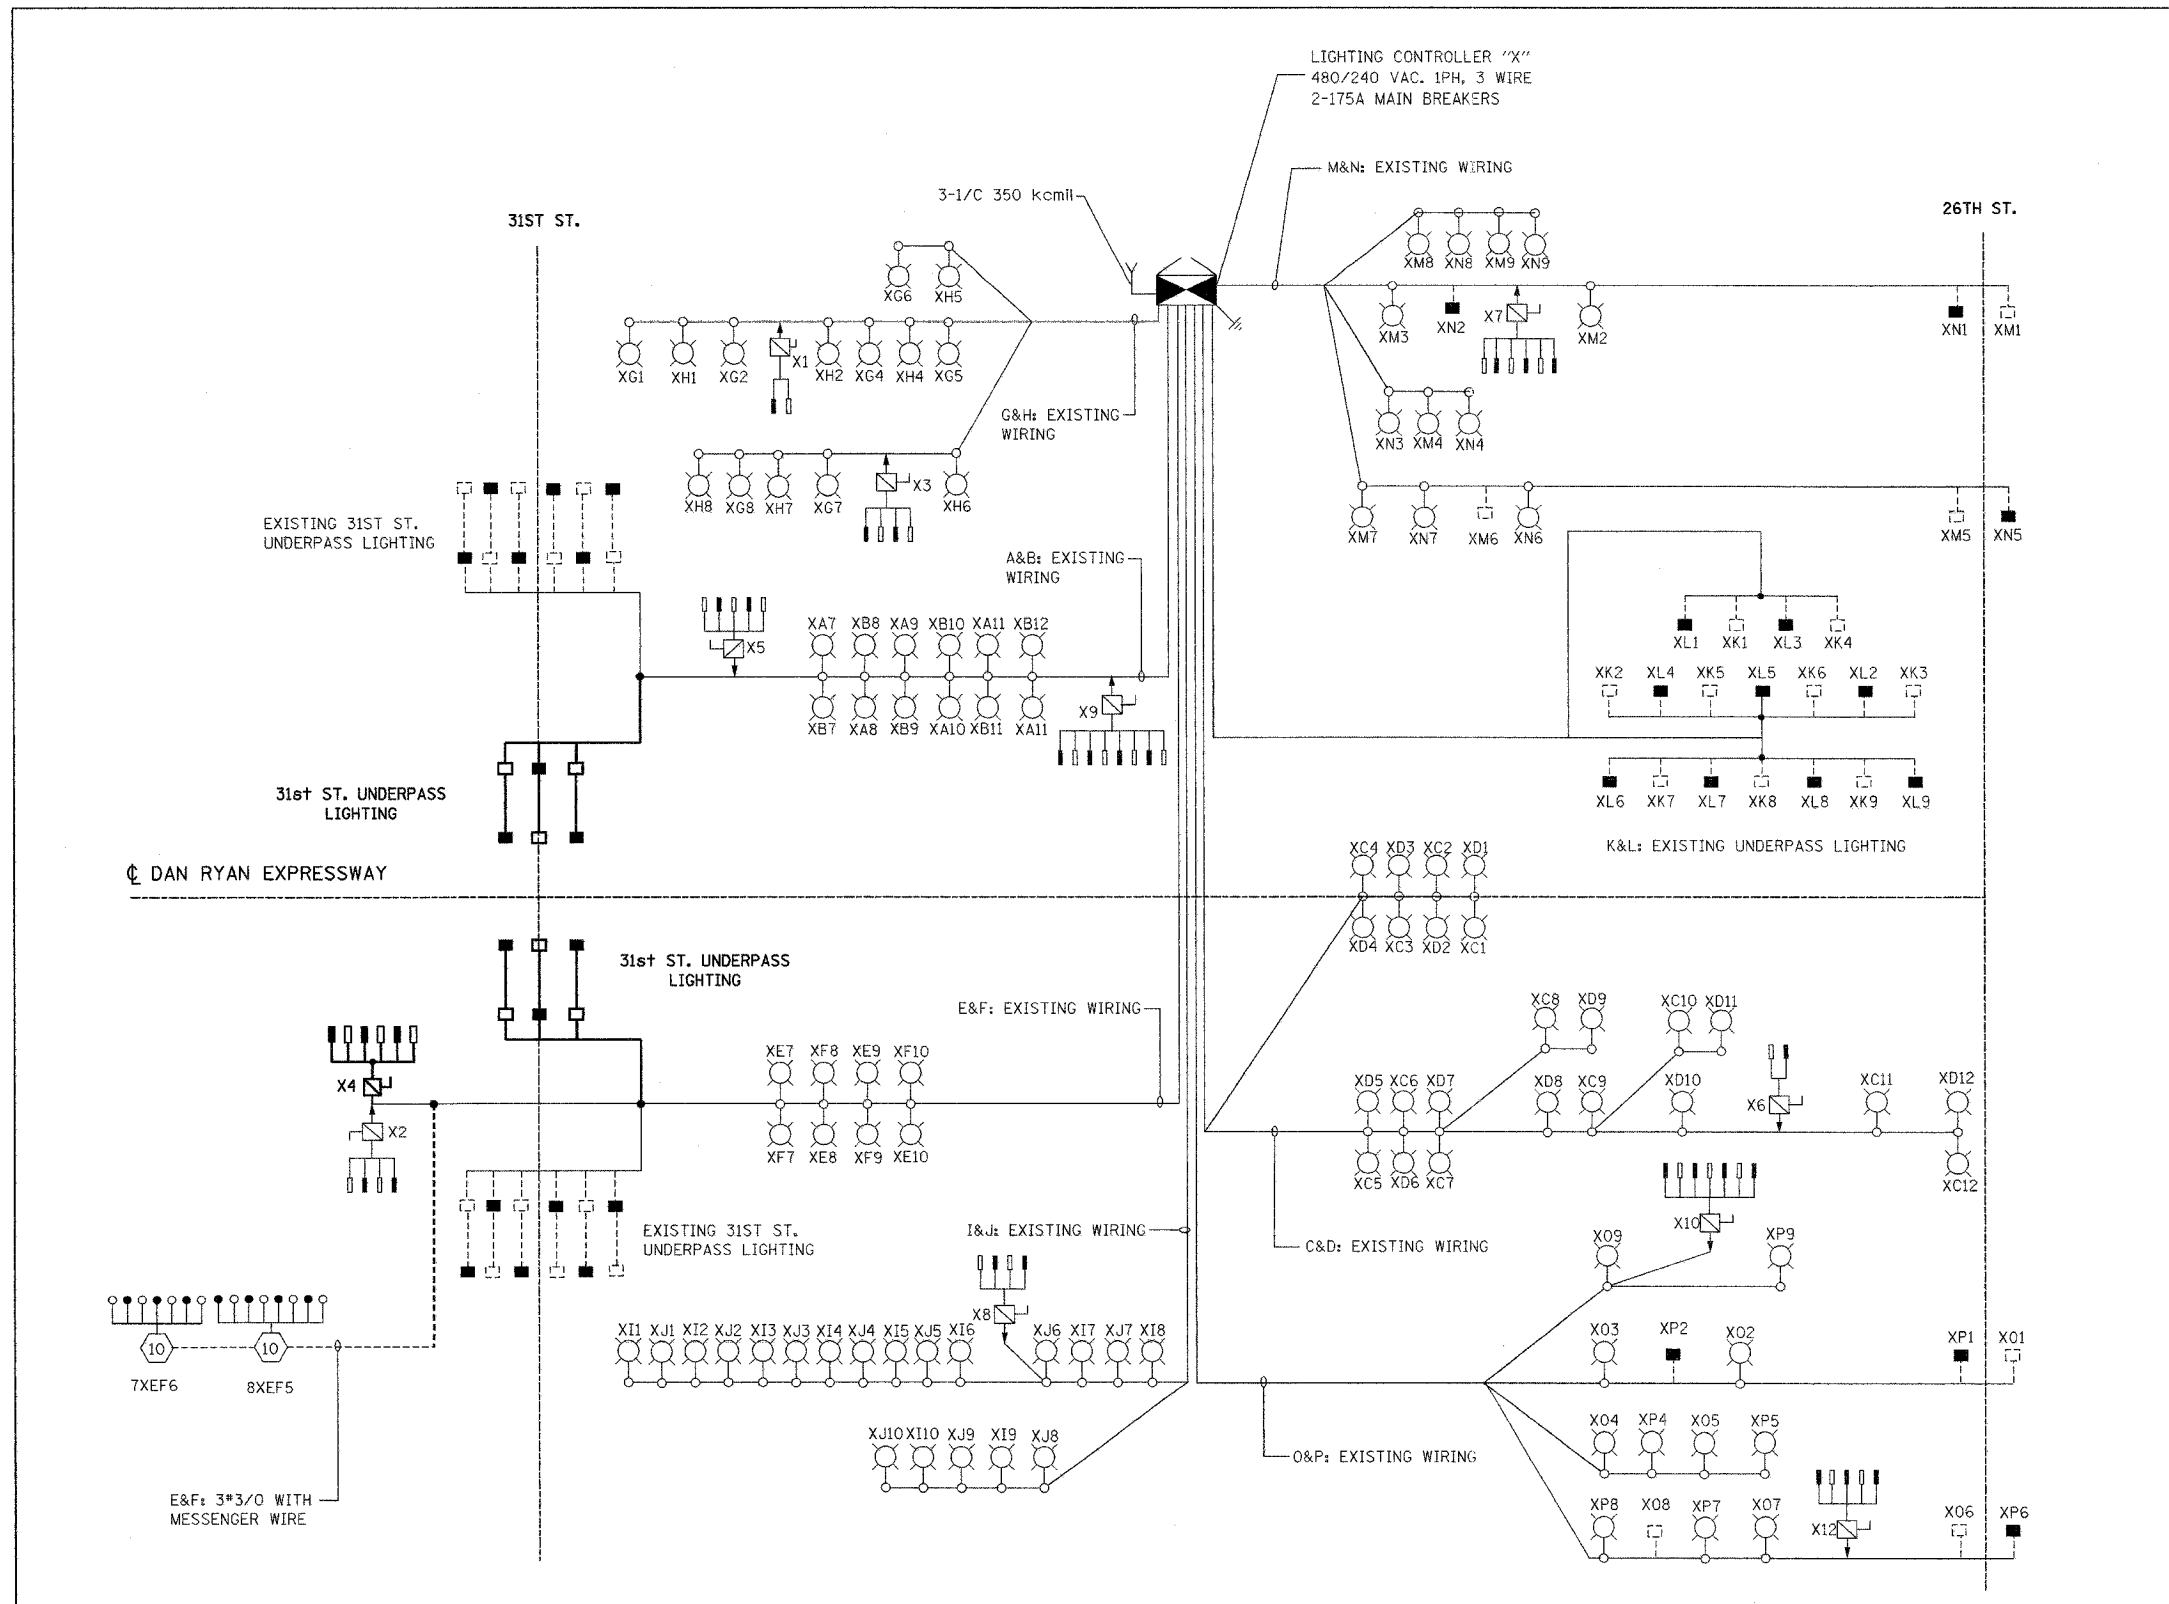 LIGHTING CONTROLLER "X"
480/240 VAC. 1PH, 3 WIRE
2-175A MAIN BREAKERS
M&N: EXISTING WIRING
3-1/C 350 kcmil
31ST ST.
26TH ST.
XM8 XN8 XM9 XN9
XG6 XH5
XM3 XN2 X7 XM2 XN1 XM1
XG1 XH1 XG2 X1 XH2 XG4 XH4 XG5
G&H: EXISTING
WIRING
XN3 XM4 XN4
XH8 XG8 XH7 XG7 X3 XH6
XM7 XN7 XM6 XN6 XM5 XN5
EXISTING 31ST ST.
UNDERPASS LIGHTING
A&B: EXISTING
WIRING
XA7 XB8 XA9 XB10 XA11 XB12
X5
XL1 XK1 XL3 XK4
XK2 XL4 XK5 XL5 XK6 XL2 XK3
X9
XB7 XA8 XB9 XA10 XB11 XA11
31st ST. UNDERPASS
LIGHTING
XL6 XK7 XL7 XK8 XL8 XK9 XL9
K&L: EXISTING UNDERPASS LIGHTING
℄ DAN RYAN EXPRESSWAY
XC4 XD3 XC2 XD1
XD4 XC3 XD2 XC1
31st ST. UNDERPASS
LIGHTING
E&F: EXISTING WIRING
XC8 XD9 XC10 XD11
XE7 XF8 XE9 XF10
X4
X2
XF7 XE8 XF9 XE10
XD5 XC6 XD7 XD8 XC9 XD10 X6 XC11 XD12
XC5 XD6 XC7 XC12
EXISTING 31ST ST.
UNDERPASS LIGHTING
I&J: EXISTING WIRING
C&D: EXISTING WIRING
X10
XO9 XP9
X8
10 10
7XEF6 8XEF5
XI1 XJ1 XI2 XJ2 XI3 XJ3 XI4 XJ4 XI5 XJ5 XI6 XJ6 XI7 XJ7 XI8
XO3 XP2 XO2 XP1 XO1
XJ10 XI10 XJ9 XI9 XJ8
XO4 XP4 XO5 XP5
O&P: EXISTING WIRING
E&F: 3#3/0 WITH
MESSENGER WIRE
XP8 XO8 XP7 XO7 X12 XO6 XP6